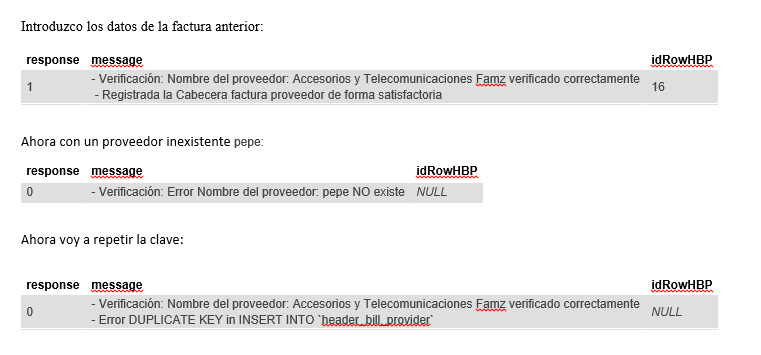 Introduzco los datos de la factura anterior:
response message idRowHBP
- Verificación: Nombre del proveedor: Accesorios y Telecomunicaciones Famz verificado correctamente
1 16
- Registrada la Cabecera factura proveedor de forma satisfactoria
Ahora con un proveedor inexistente pepe:
response message idRowHBP
0 - Verificación: Error Nombre del proveedor: pepe NO existe NULL
Ahora voy a repetir la clave:
response message idRowHBP
- Verificación: Nombre del proveedor: Accesorios y Telecomunicaciones Famz verificado correctamente
0 NULL
- Error DUPLICATE KEY in INSERT INTO `header_bill_provider`